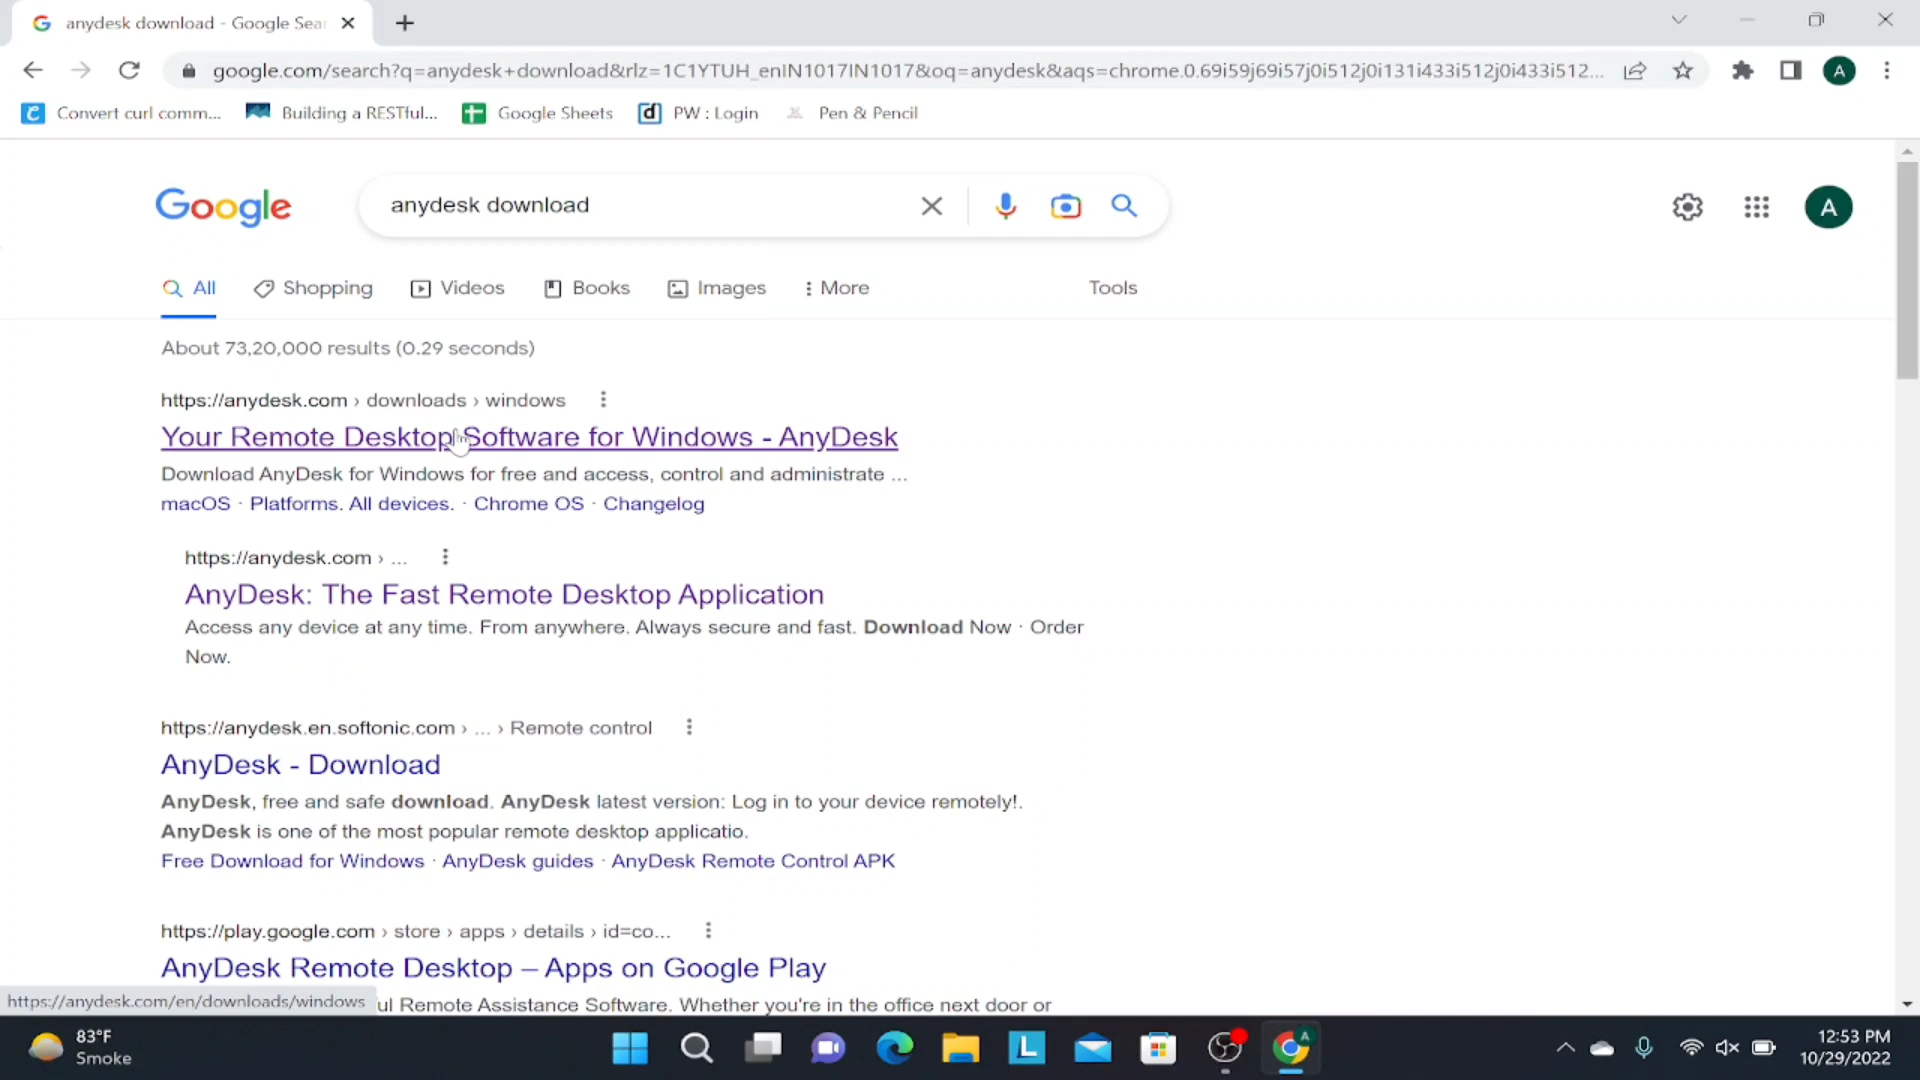 anydesk download - Google Sea
google.com/search?q=anydesk+download&rlz=1C1YTUH_enIN1017IN1017&oq=anydesk&aqs=chrome.0.69i59j69i57j0i512j0i131i433i512j0i433i512...
A
Convert curl comm...
Building a RESTful...
Google Sheets
PW : Login
Pen & Pencil
Google
anydesk download
A
All
Shopping
Videos
Books
Images
More
Tools
About 73,20,000 results (0.29 seconds)
https://anydesk.com › downloads › windows
Your Remote Desktop Software for Windows - AnyDesk
Download AnyDesk for Windows for free and access, control and administrate ...
macOS · Platforms. All devices. · Chrome OS · Changelog
https://anydesk.com › ...
AnyDesk: The Fast Remote Desktop Application
Access any device at any time. From anywhere. Always secure and fast. Download Now · Order
Now.
https://anydesk.en.softonic.com › ... › Remote control
AnyDesk - Download
AnyDesk, free and safe download. AnyDesk latest version: Log in to your device remotely!.
AnyDesk is one of the most popular remote desktop applicatio.
Free Download for Windows · AnyDesk guides · AnyDesk Remote Control APK
https://play.google.com › store › apps › details › id=co...
AnyDesk Remote Desktop – Apps on Google Play
https://anydesk.com/en/downloads/windows
ul Remote Assistance Software. Whether you're in the office next door or
83°F
Smoke
L
A
12:53 PM
10/29/2022